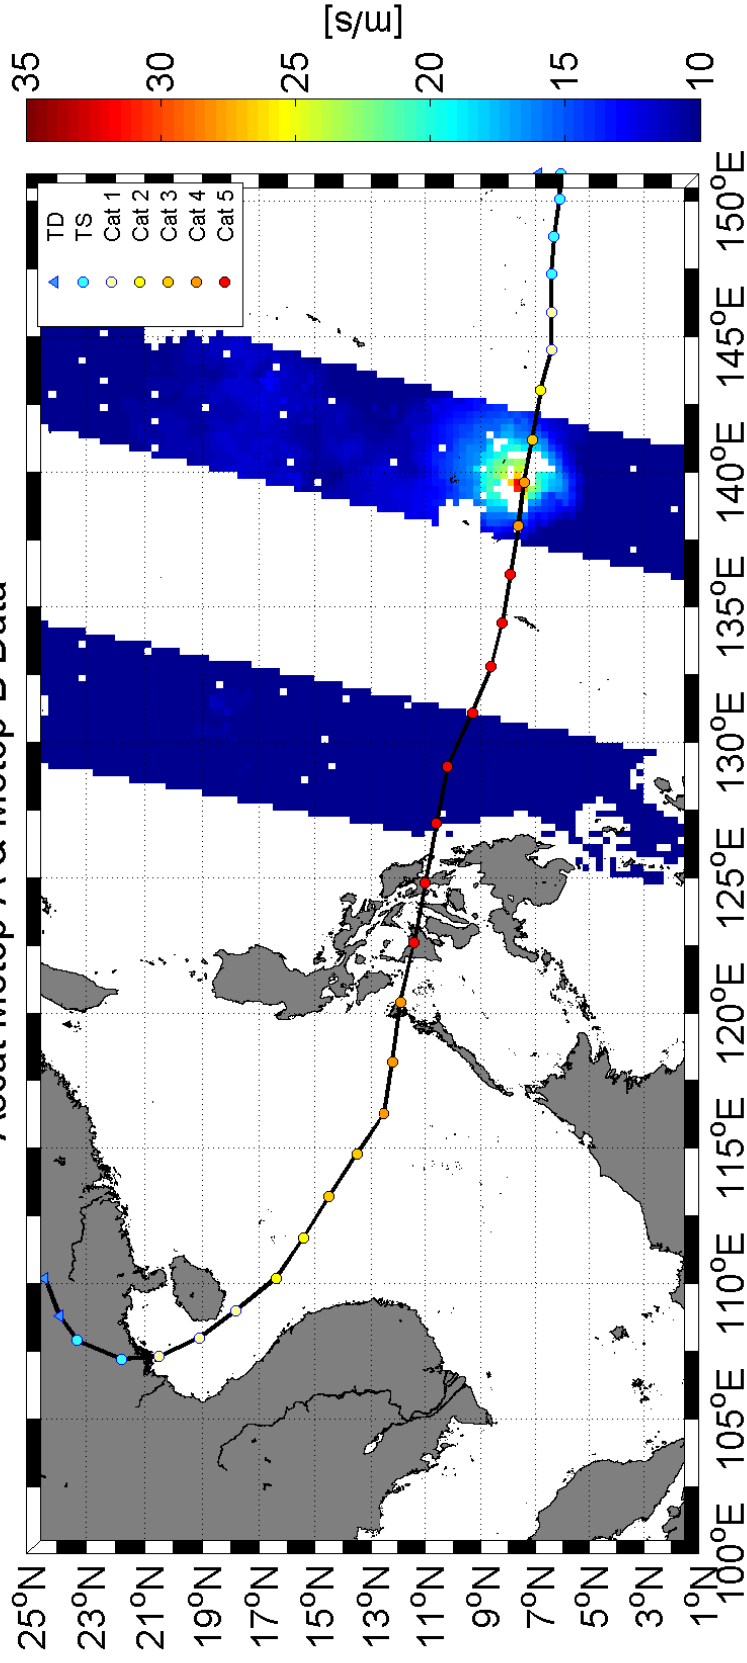 Ascat Metop-A & Metop-B Data
25°N
23°N
21°N
19°N
17°N
15°N
13°N
11°N
9°N
7°N
5°N
3°N
1°N
100°E
105°E
110°E
115°E
120°E
125°E
130°E
135°E
140°E
145°E
150°E
TD
TS
Cat 1
Cat 2
Cat 3
Cat 4
Cat 5
35
30
25
20
15
10
[m/s]